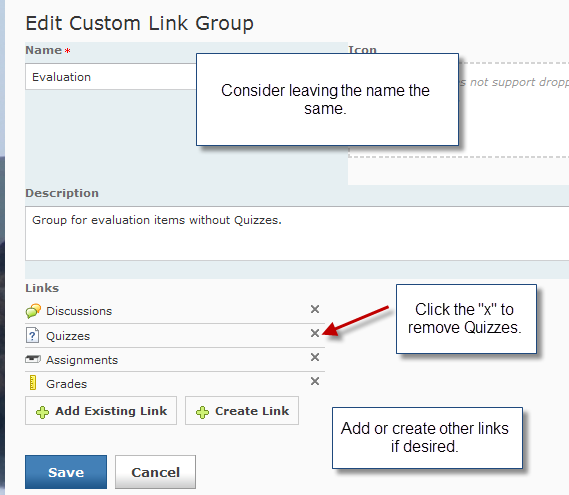 Edit Custom Link Group
Name *
Icon
Evaluation
Consider leaving the name the
same.
s not support dropp
Description
Group for evaluation items without Quizzes.
Links
Discussions
Quizzes
Assignments
Grades
Click the "x" to
remove Quizzes.
Add Existing Link
Create Link
Add or create other links
if desired.
Save
Cancel